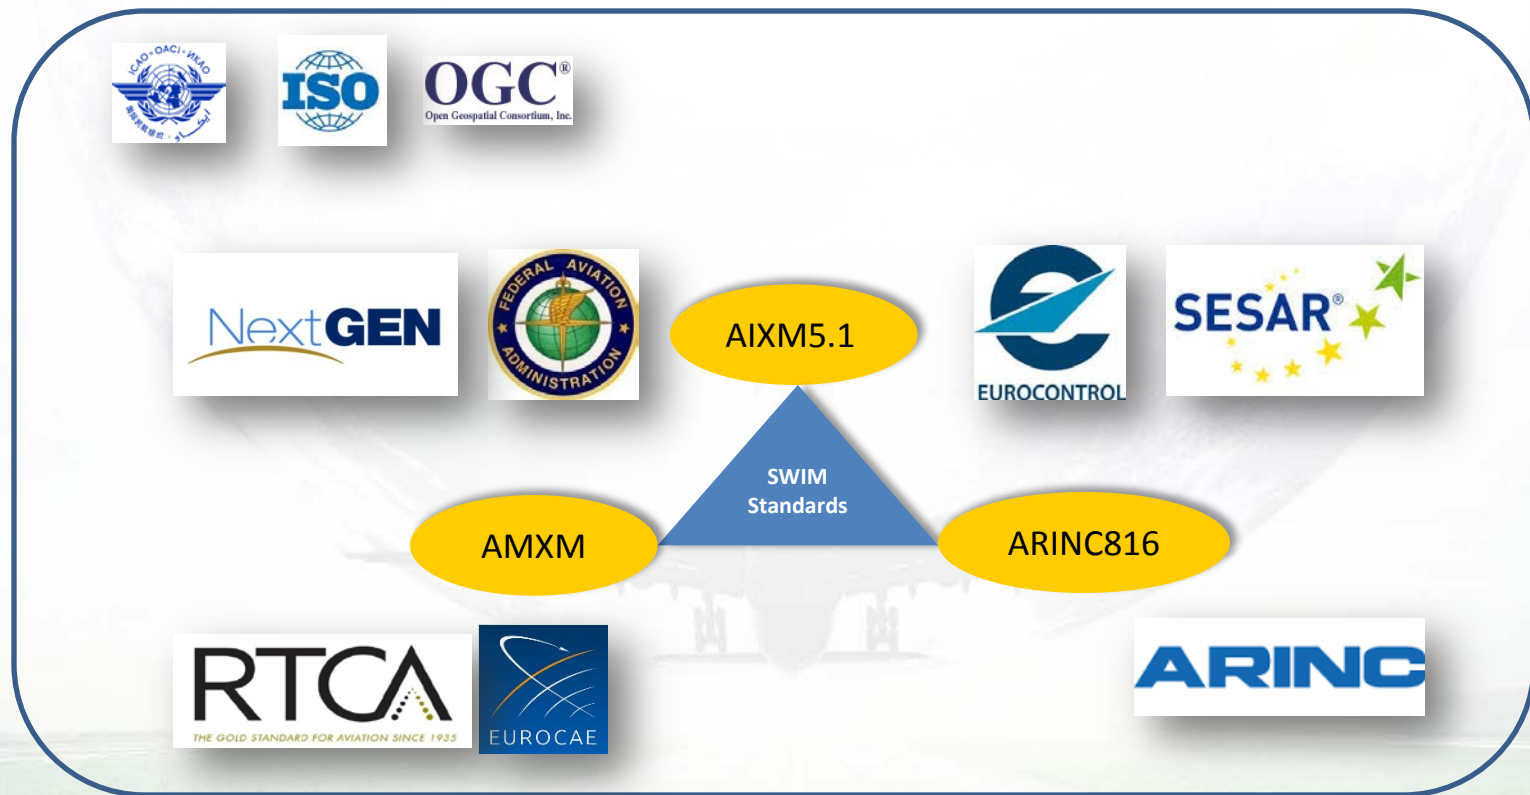 ICAO · OACI · ИКАО
ISO
OGC®
Open Geospatial Consortium, Inc.
NextGEN
FEDERAL AVIATION
ADMINISTRATION
AIXM5.1
EUROCONTROL
SESAR®
SWIM
Standards
AMXM
ARINC816
RTCA
THE GOLD STANDARD FOR AVIATION SINCE 1935
EUROCAE
ARINC